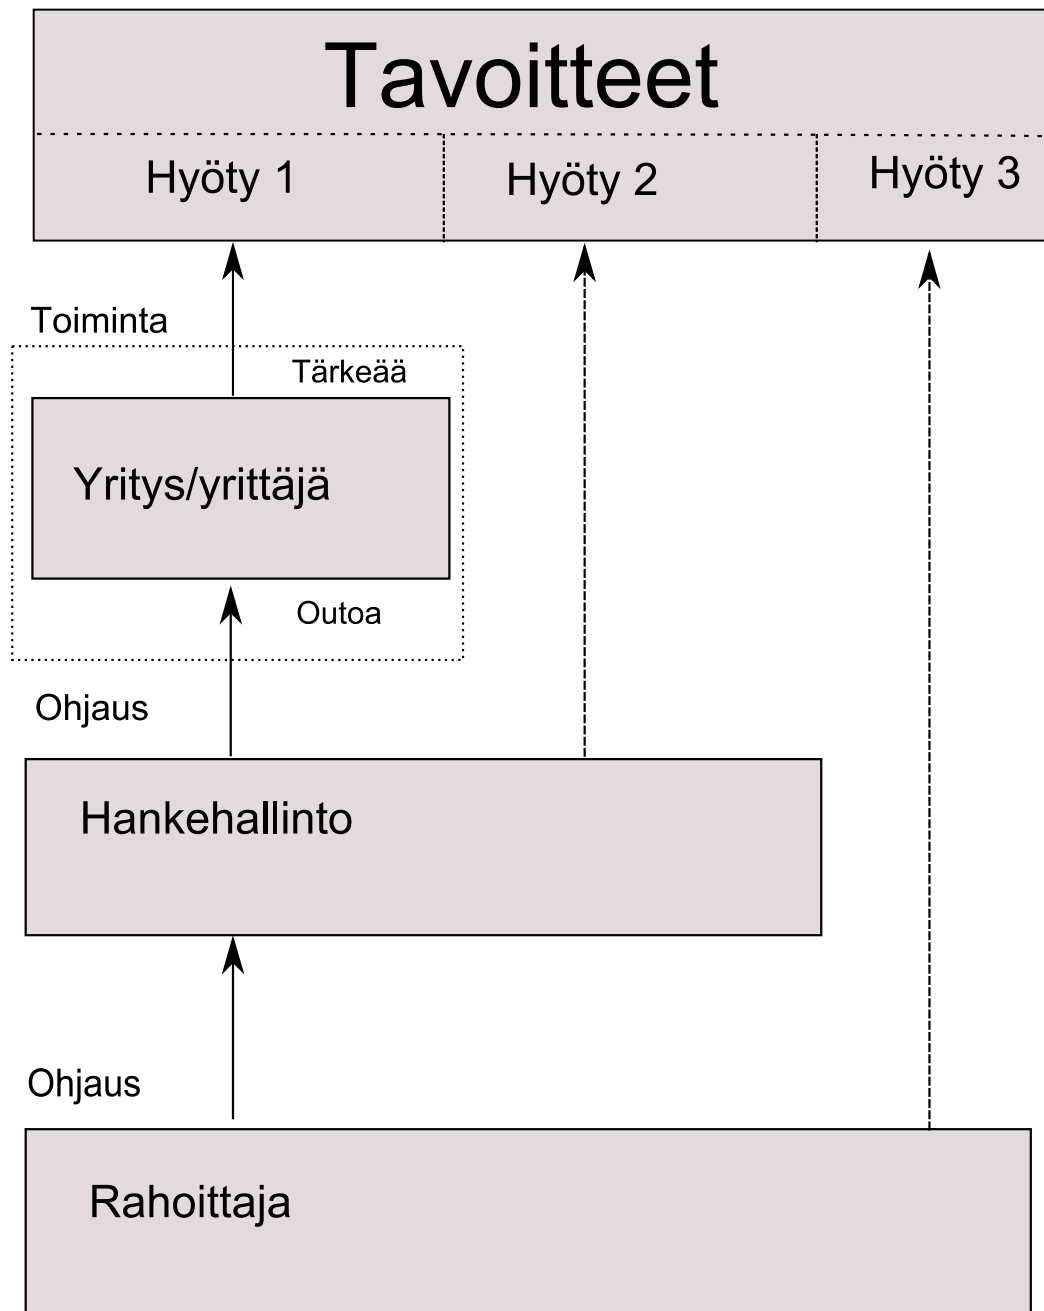 Tavoitteet
Hyöty 1
Hyöty 2
Hyöty 3
Toiminta
Tärkeää
Yritys/yrittäjä
Outoa
Ohjaus
Hankehallinto
Ohjaus
Rahoittaja